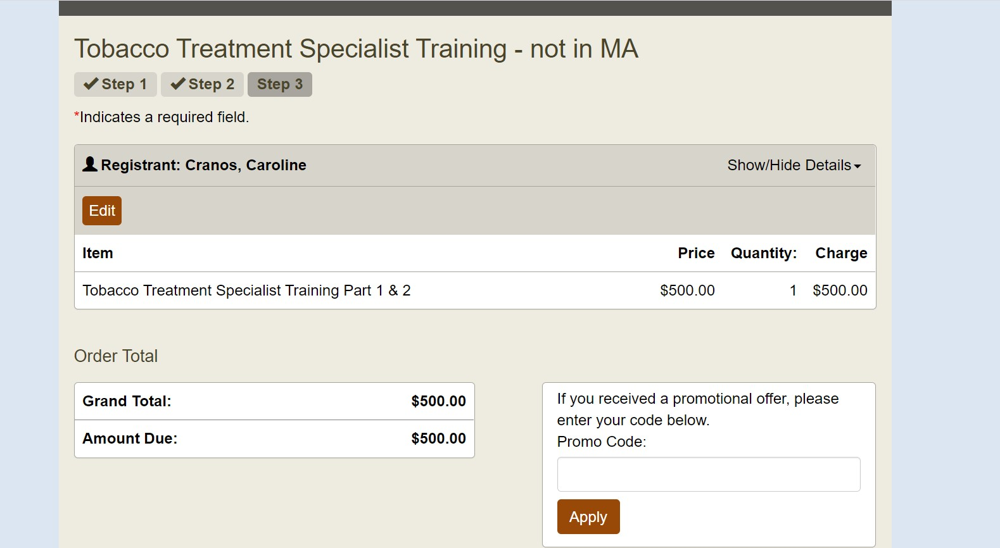 Tobacco Treatment Specialist Training - not in MA
Step 1 Step 2 Step 3
*Indicates a required field.
Registrant: Cranos, Caroline Show/Hide Details
Edit
Item Price Quantity: Charge
Tobacco Treatment Specialist Training Part 1 & 2 $500.00 1 $500.00
Order Total
Grand Total: $500.00
Amount Due: $500.00
If you received a promotional offer, please
enter your code below.
Promo Code:
Apply